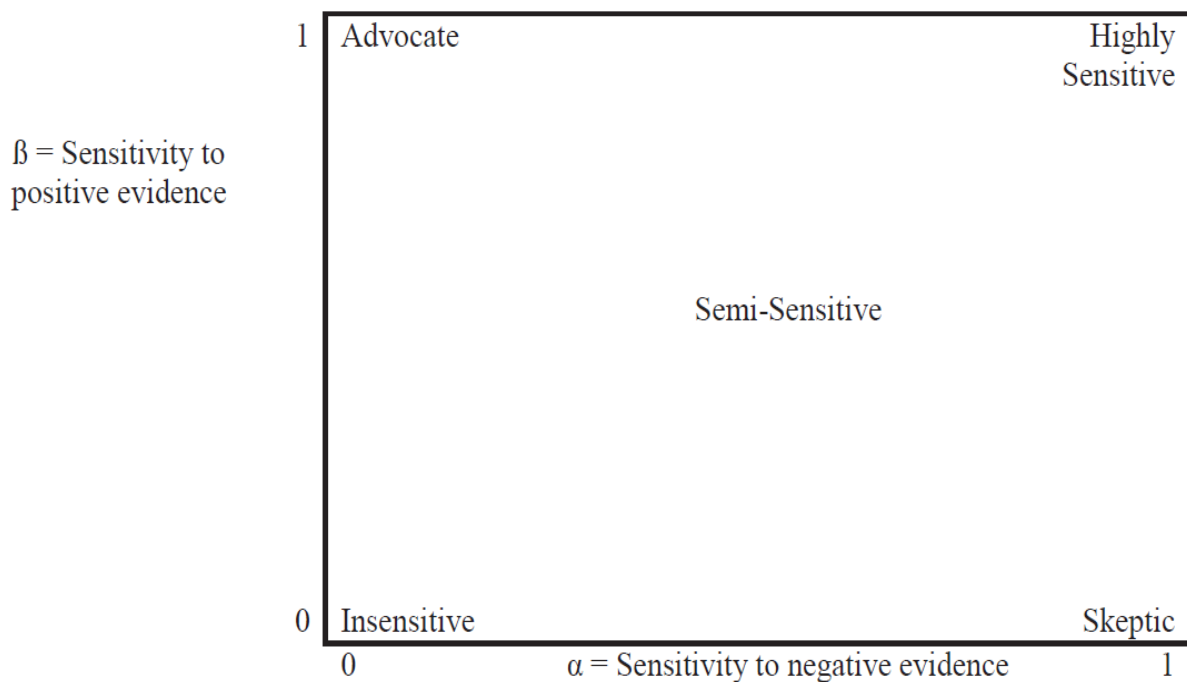 1
Advocate
Highly
Sensitive
ß = Sensitivity to
positive evidence
Semi-Sensitive
0
Insensitive
Skeptic
0
α = Sensitivity to negative evidence
1